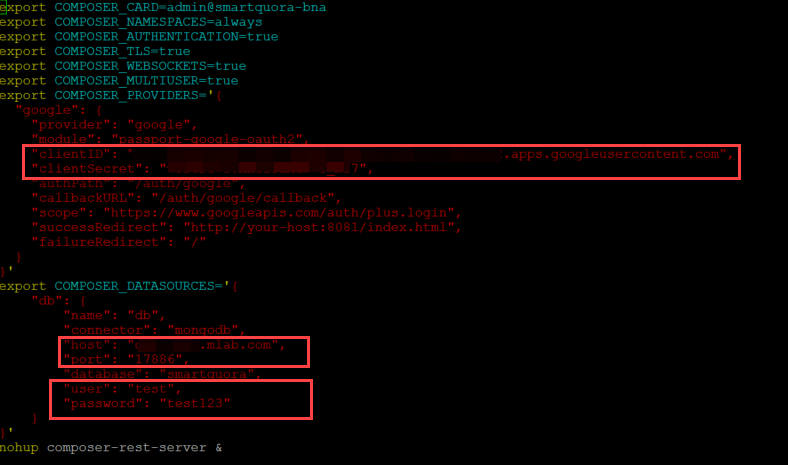 export COMPOSER_CARD=admin@smartquora-bna
export COMPOSER_NAMESPACES=always
export COMPOSER_AUTHENTICATION=true
export COMPOSER_TLS=true
export COMPOSER_WEBSOCKETS=true
export COMPOSER_MULTIUSER=true
export COMPOSER_PROVIDERS='{
"google": {
"provider": "google",
"module": "passport-google-oauth2",
"clientID": " .apps.googleusercontent.com",
"clientSecret": " 7",
"authPath": "/auth/google",
"callbackURL": "/auth/google/callback",
"scope": "https://www.googleapis.com/auth/plus.login",
"successRedirect": "http://your-host:8081/index.html",
"failureRedirect": "/"
}
}'
export COMPOSER_DATASOURCES='{
"db": {
"name": "db",
"connector": "mongodb",
"host": " .mlab.com",
"port": "17886",
"database": "smartquora",
"user": "test",
"password": "test123"
}
}'
nohup composer-rest-server &